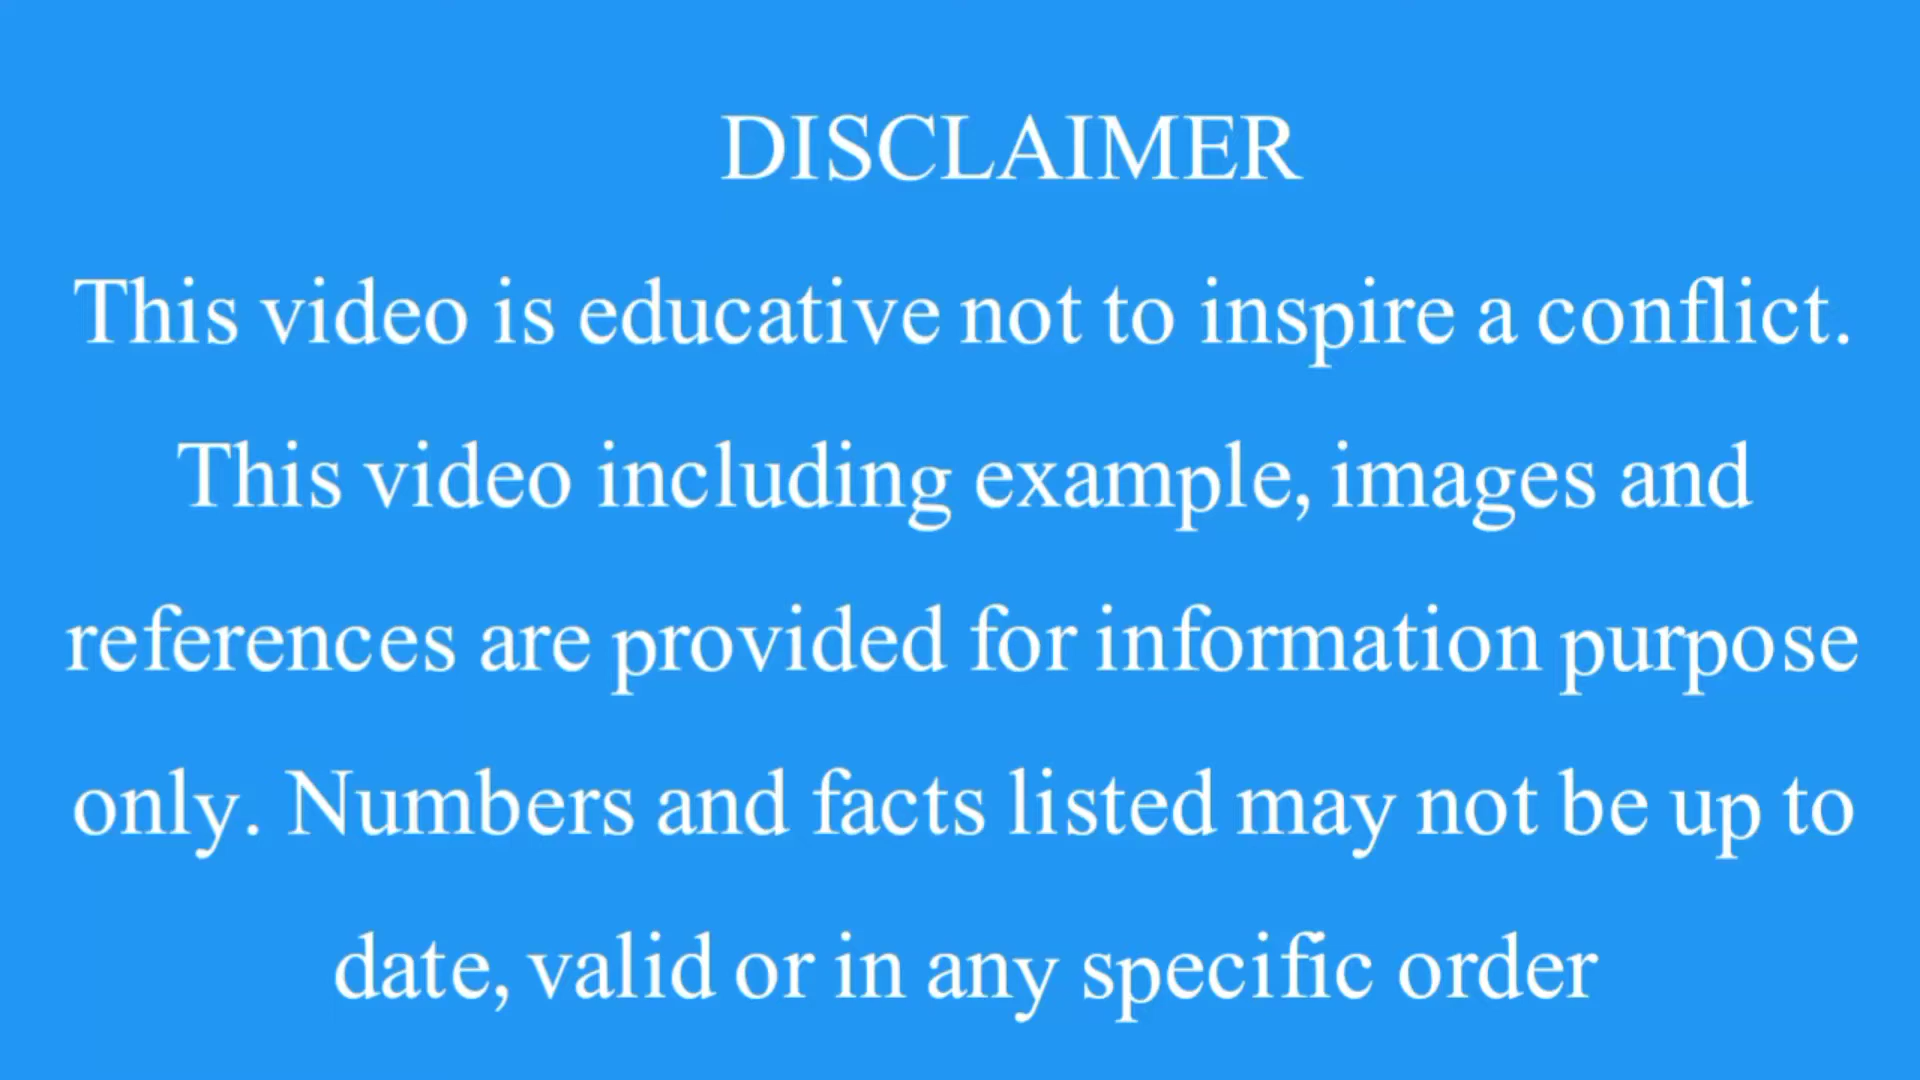 DISCLAIMER
This video is educative not to inspire a conflict.
This video including example, images and
references are provided for information purpose
only. Numbers and facts listed may not be up to
date, valid or in any specific order